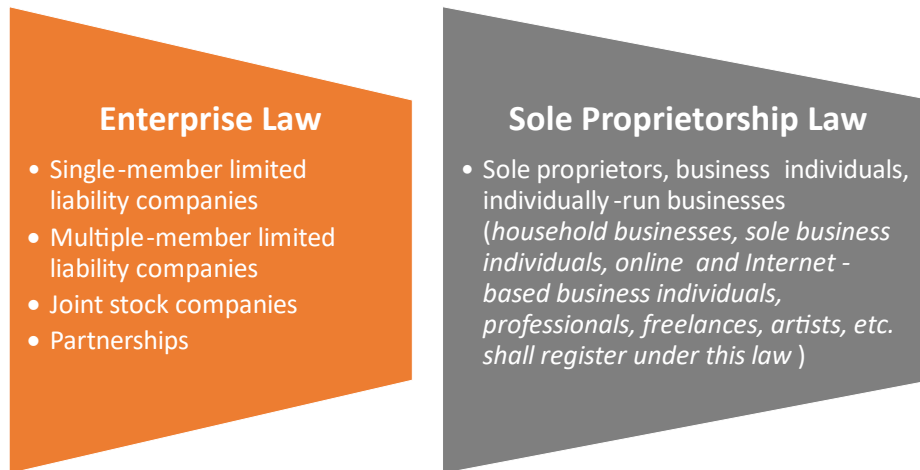 Enterprise Law
• Single-member limited
liability companies
• Multiple-member limited
liability companies
• Joint stock companies
• Partnerships
Sole Proprietorship Law
• Sole proprietors, business individuals,
individually-run businesses
(household businesses, sole business
individuals, online and Internet-
based business individuals,
professionals, freelances, artists, etc.
shall register under this law)